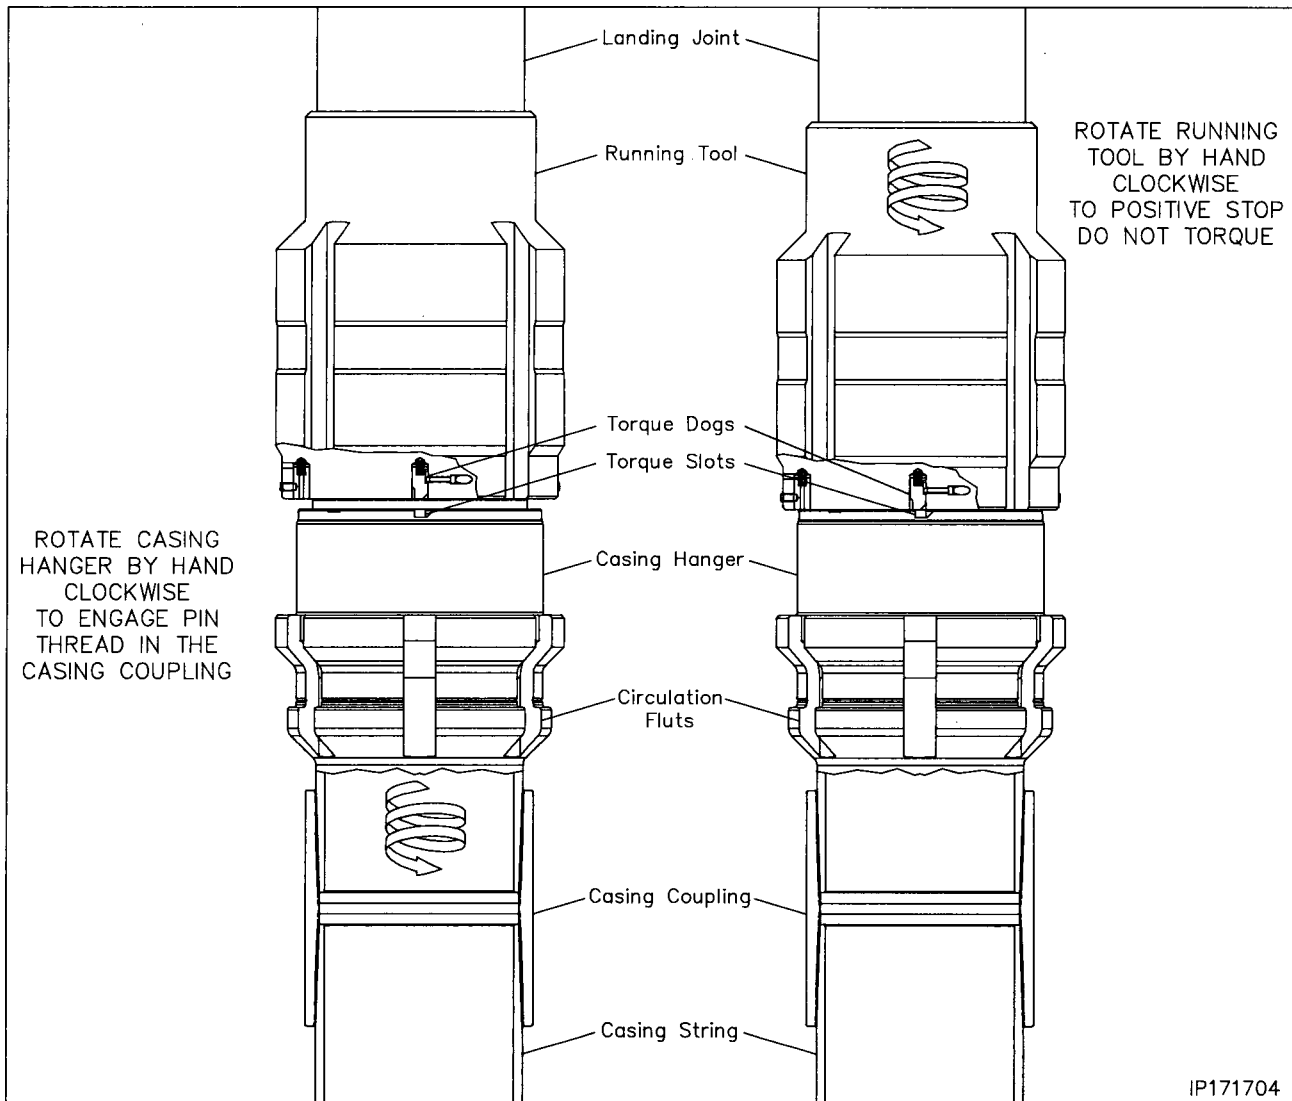 Landing Joint
Running Tool
ROTATE RUNNING
TOOL BY HAND
CLOCKWISE
TO POSITIVE STOP
DO NOT TORQUE
Torque Dogs
Torque Slots
ROTATE CASING
HANGER BY HAND
CLOCKWISE
TO ENGAGE PIN
THREAD IN THE
CASING COUPLING
Casing Hanger
Circulation
Fluts
Casing Coupling
Casing String
IP171704